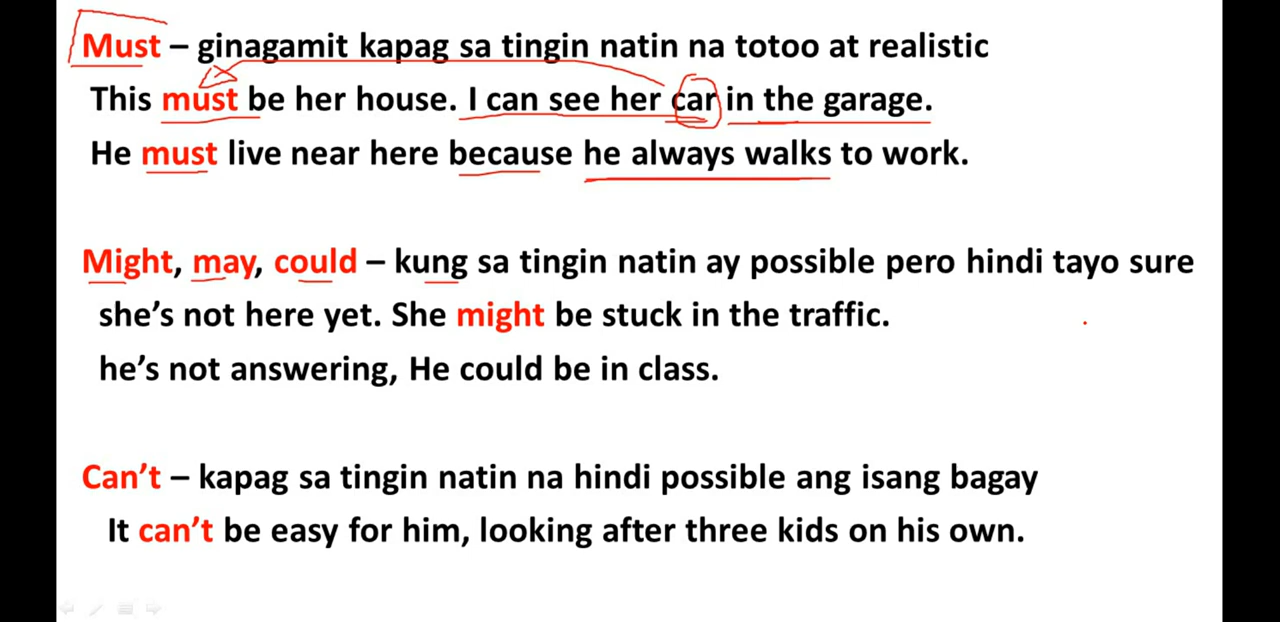 Must – ginagamit kapag sa tingin natin na totoo at realistic
This must be her house. I can see her car in the garage.
He must live near here because he always walks to work.
Might, may, could – kung sa tingin natin ay possible pero hindi tayo sure
she's not here yet. She might be stuck in the traffic.
he's not answering, He could be in class.
Can't – kapag sa tingin natin na hindi possible ang isang bagay
It can't be easy for him, looking after three kids on his own.